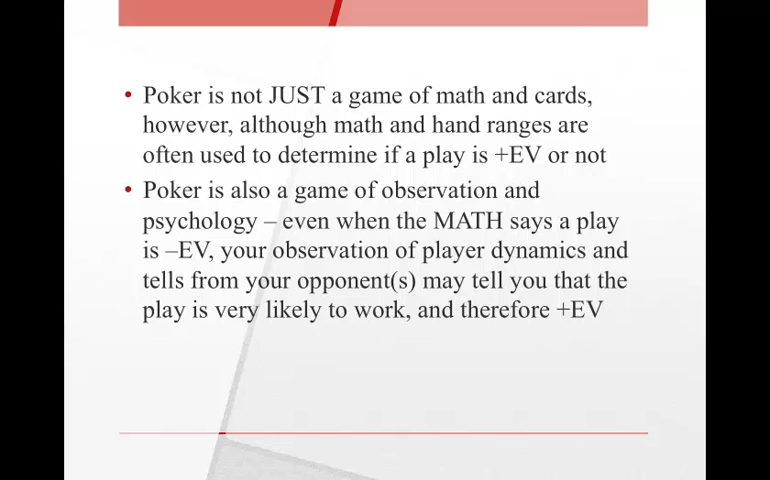 • Poker is not JUST a game of math and cards,
however, although math and hand ranges are
often used to determine if a play is +EV or not
• Poker is also a game of observation and
psychology – even when the MATH says a play
is –EV, your observation of player dynamics and
tells from your opponent(s) may tell you that the
play is very likely to work, and therefore +EV